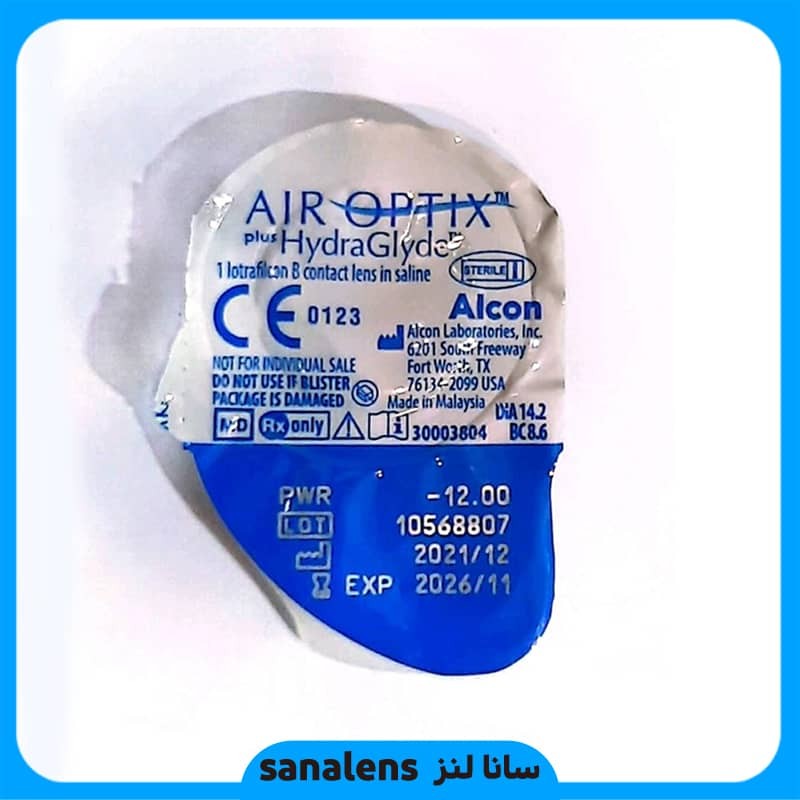 AIR OPTIX™
plus HydraGlyde™
1 lotrafilcon B contact lens in saline
STERILE
CE 0123
Alcon
Alcon Laboratories, Inc.
6201 South Freeway
Fort Worth, TX
76134-2099 USA
Made in Malaysia
NOT FOR INDIVIDUAL SALE
DO NOT USE IF BLISTER
PACKAGE IS DAMAGED
DIA 14.2
MD Rx only 30003804 BC 8.6
PWR -12.00
LOT 10568807
2021/12
EXP 2026/11
sanalens سانا لنز